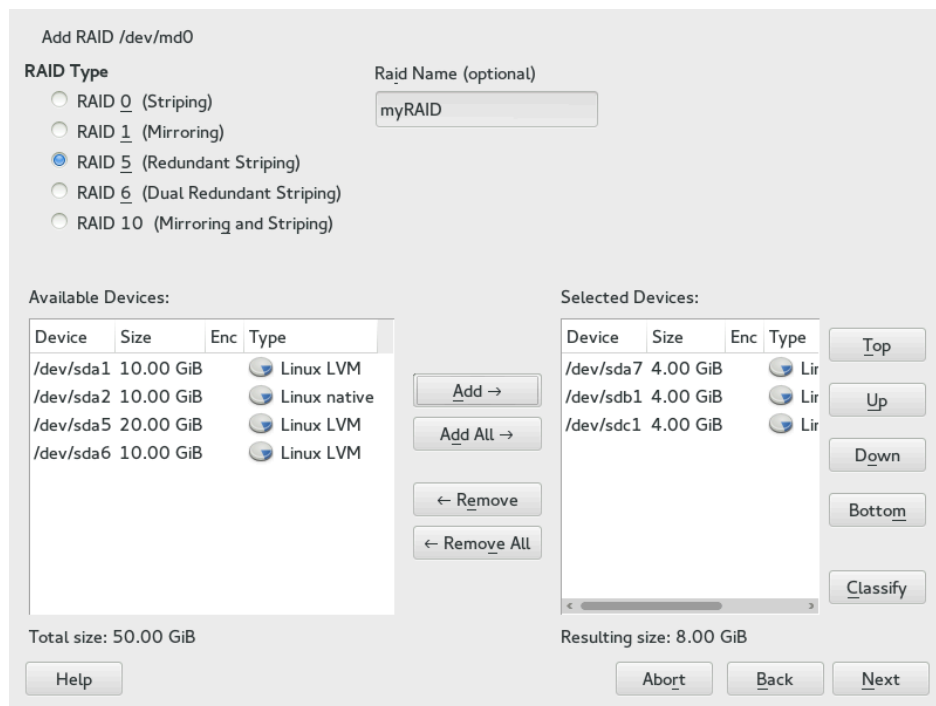 Add RAID /dev/md0
RAID Type
Raid Name (optional)
RAID 0 (Striping)
myRAID
RAID 1 (Mirroring)
RAID 5 (Redundant Striping)
RAID 6 (Dual Redundant Striping)
RAID 10 (Mirroring and Striping)
Available Devices:
Device Size Enc Type
/dev/sda1 10.00 GiB Linux LVM
/dev/sda2 10.00 GiB Linux native
/dev/sda5 20.00 GiB Linux LVM
/dev/sda6 10.00 GiB Linux LVM
Total size: 50.00 GiB
Add →
Add All →
← Remove
← Remove All
Selected Devices:
Device Size Enc Type
/dev/sda7 4.00 GiB Lir
/dev/sdb1 4.00 GiB Lir
/dev/sdc1 4.00 GiB Lir
Resulting size: 8.00 GiB
Top
Up
Down
Bottom
Classify
Help
Abort
Back
Next